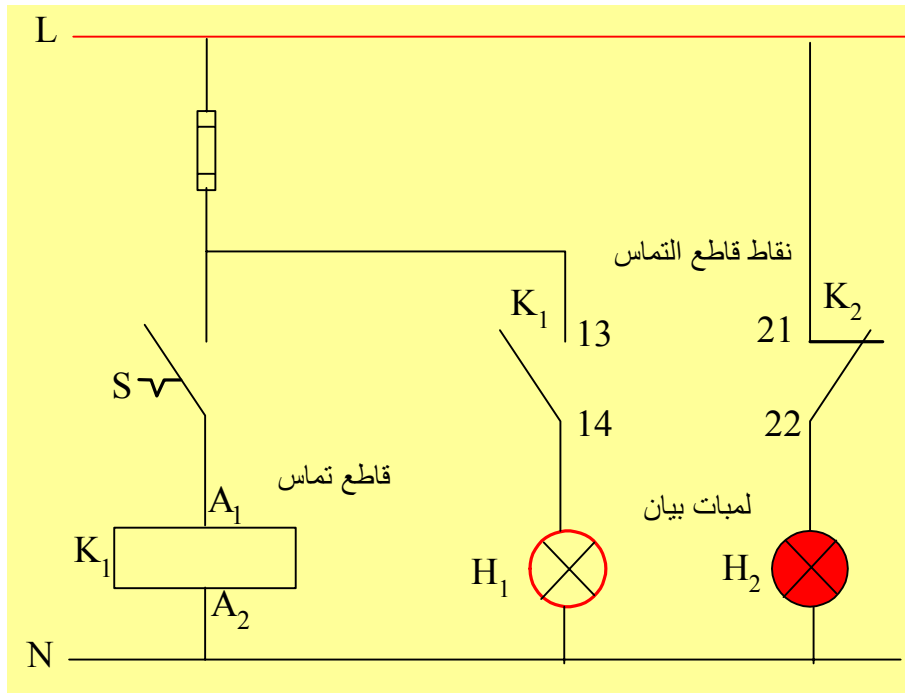 L
نقاط قاطع التماس
K₁
13
21
K₂
S
14
22
قاطع تماس
لمبات بيان
A₁
K₁
H₁
H₂
A₂
N